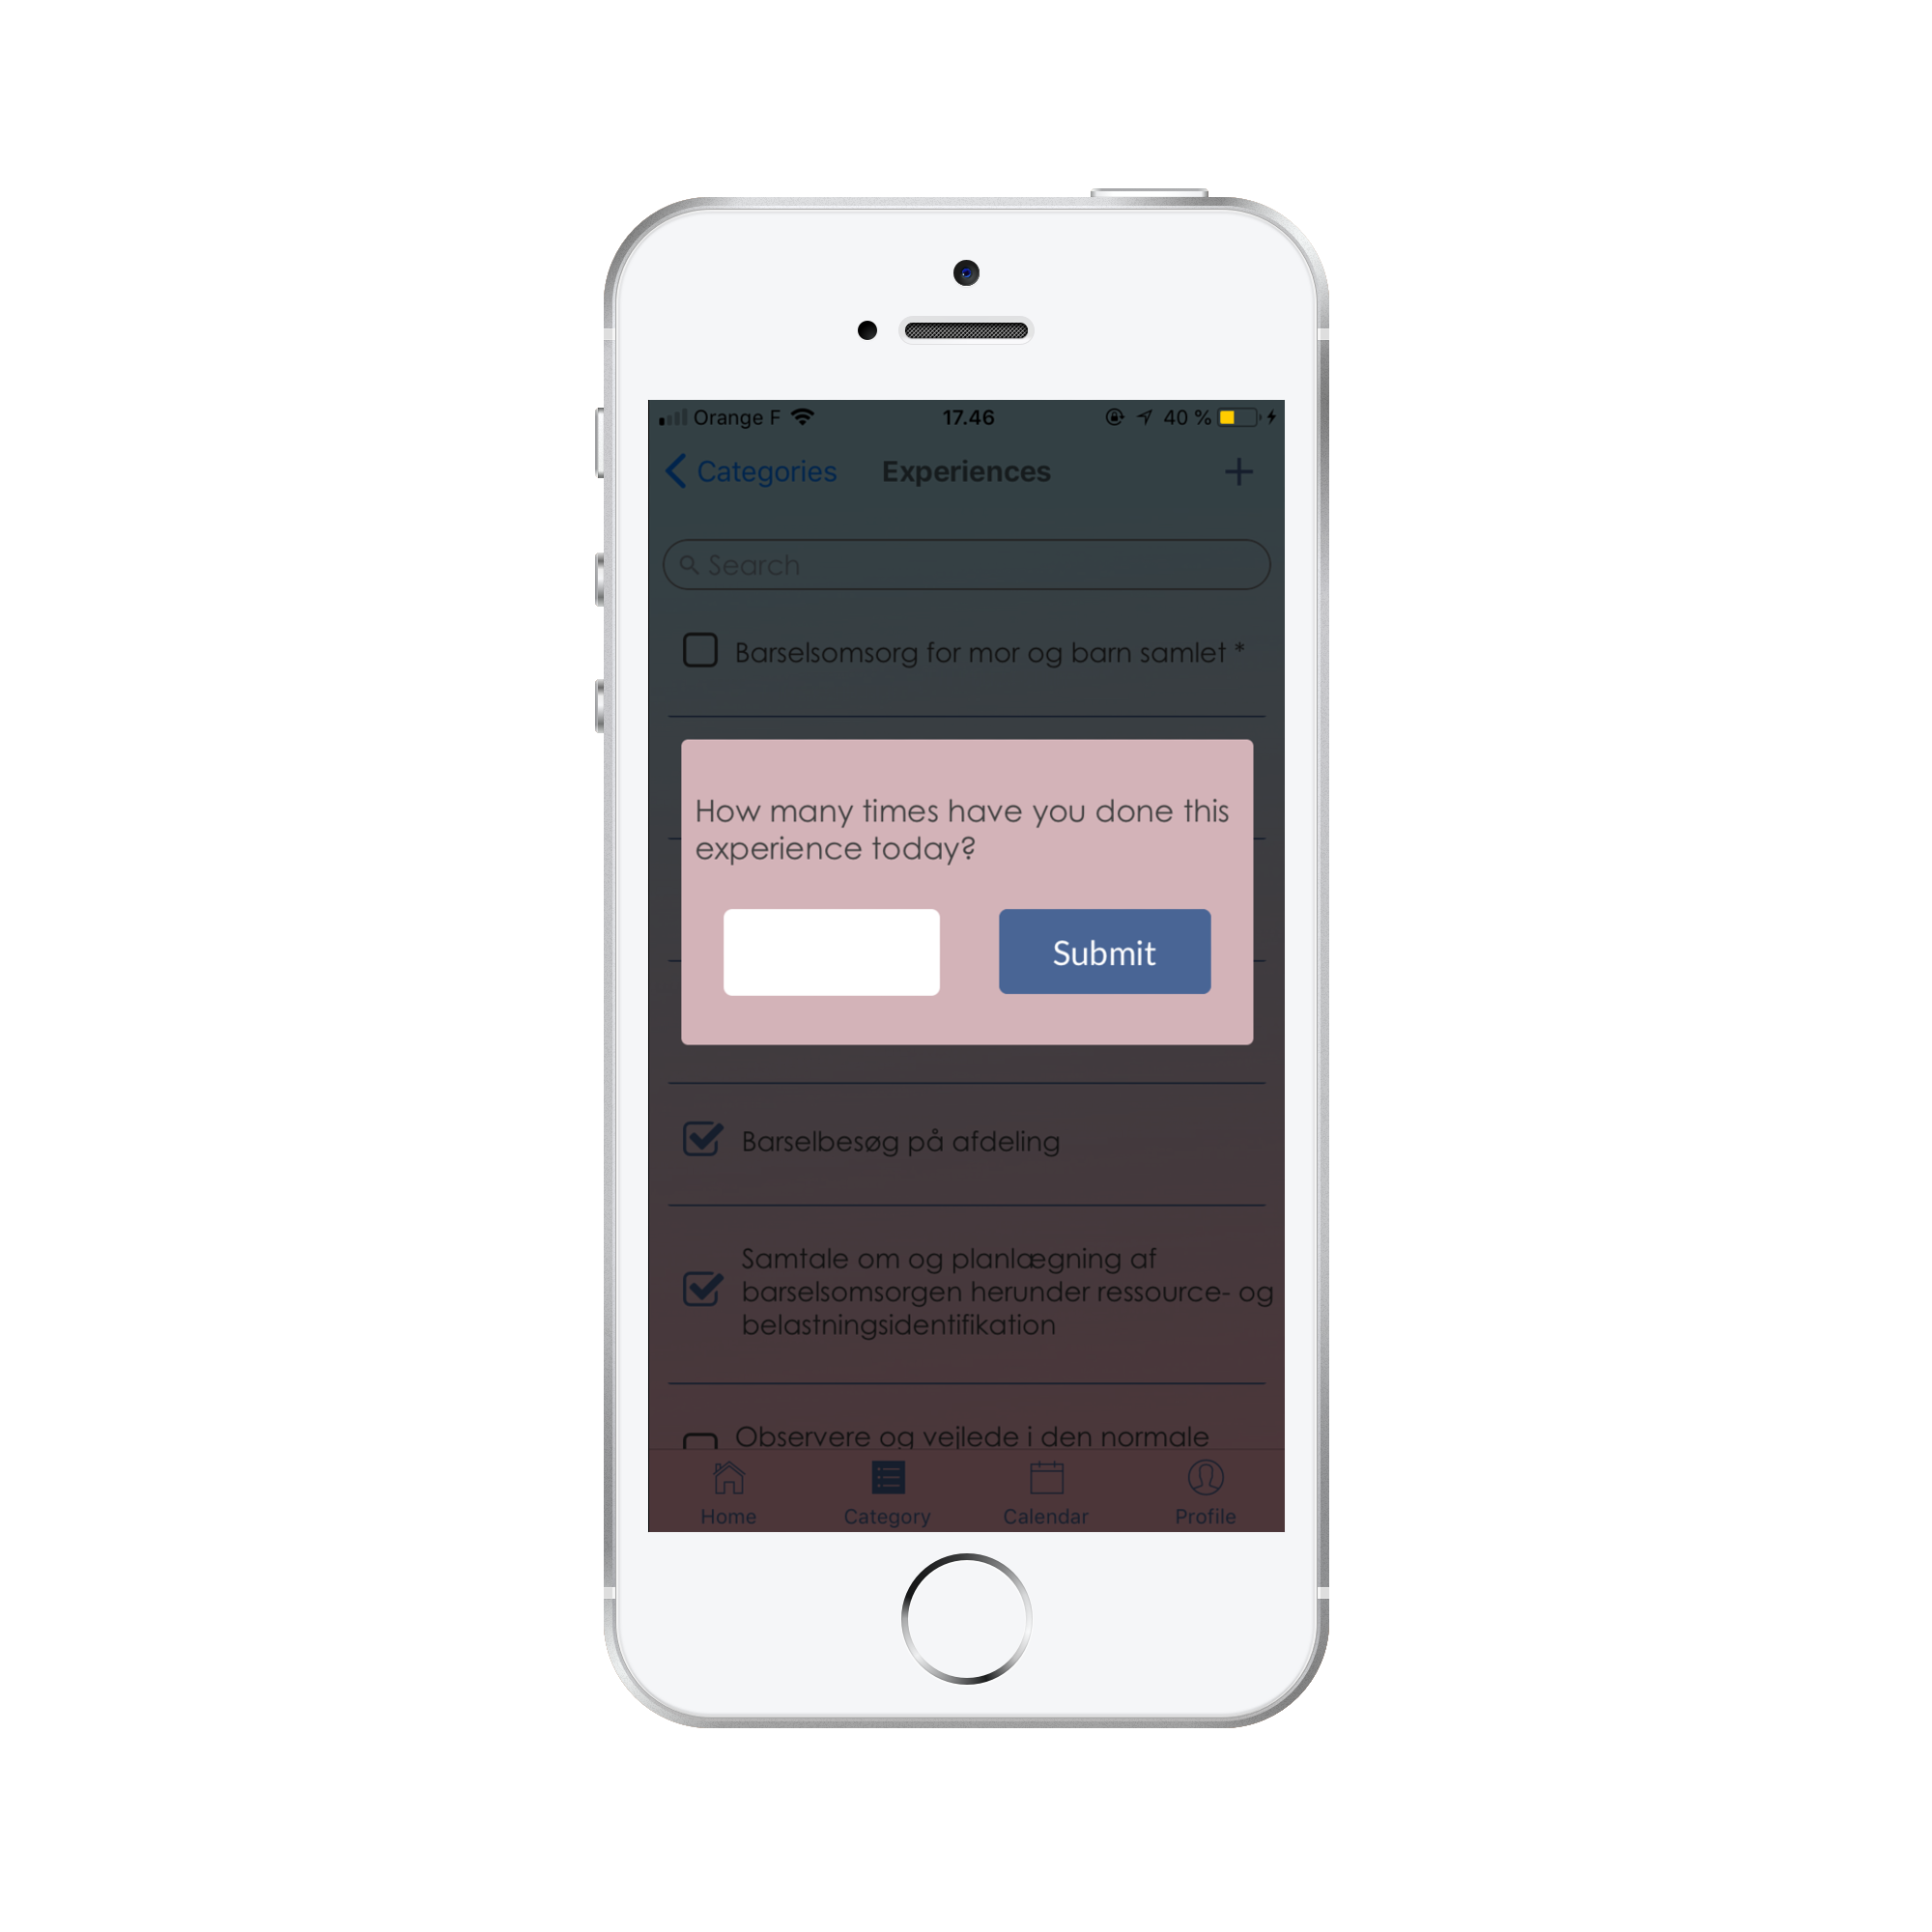 Orange F 17.46 40 %
Categories Experiences +
Search
Barselsomsorg for mor og barn samlet *
How many times have you done this
experience today?
Submit
Barselbesøg på afdeling
Samtale om og planlægning af
barselsomsorgen herunder ressource- og
belastningsidentifikation
Observere og vejlede i den normale
Home Category Calendar Profile